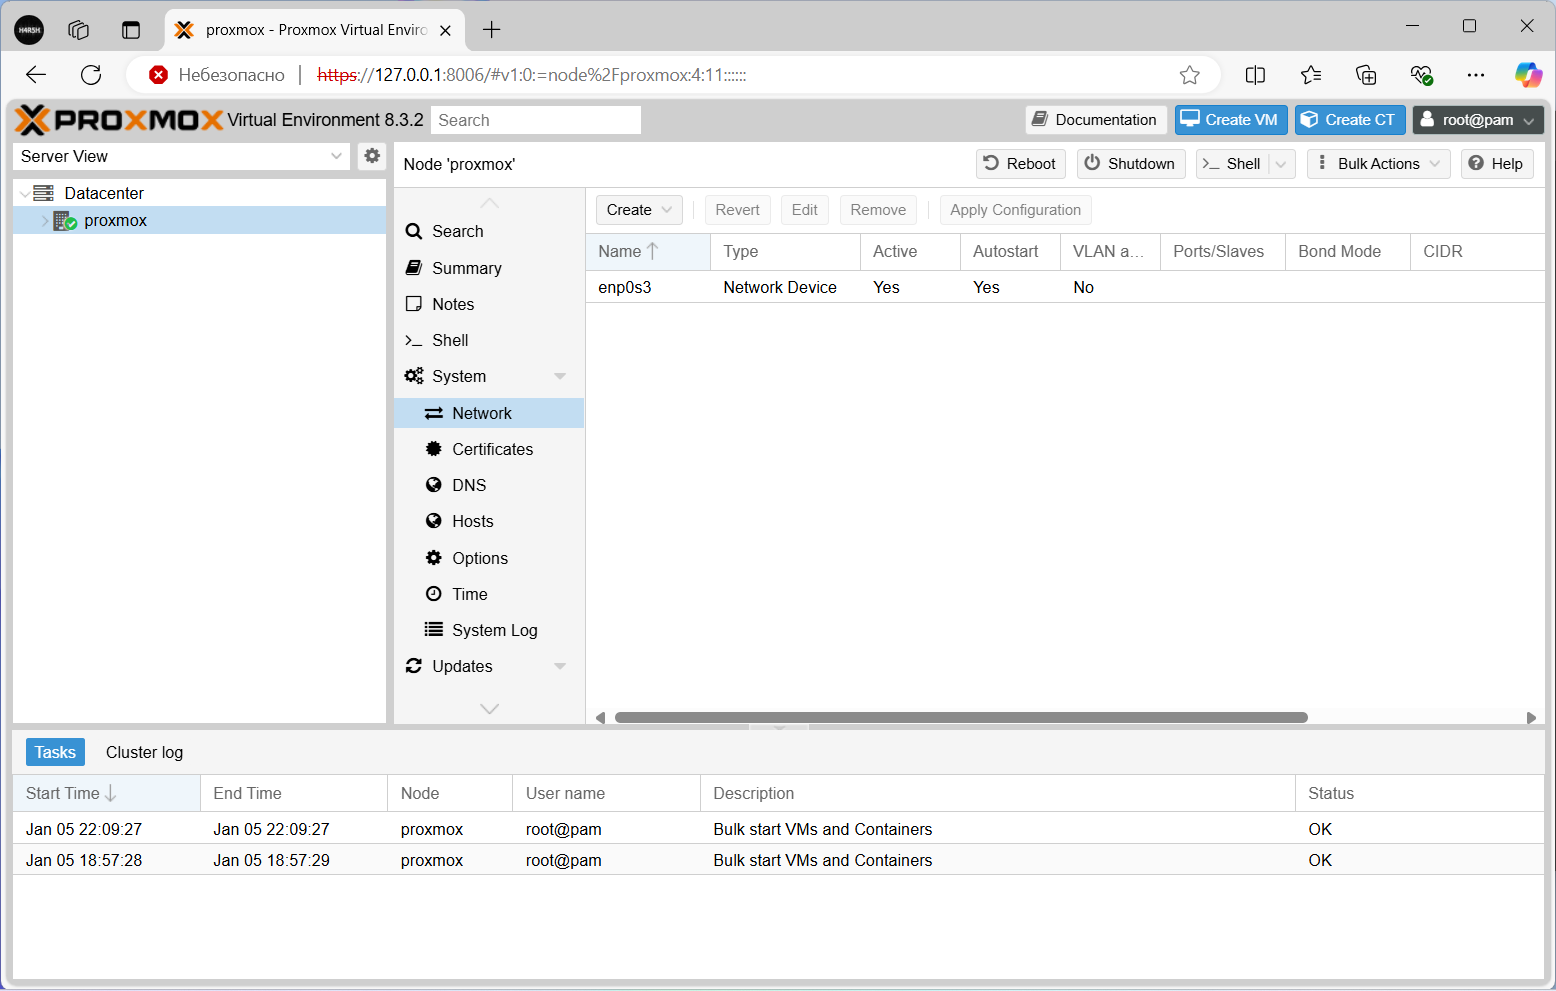 H4RSH
proxmox - Proxmox Virtual Enviro
Небезопасно
https://127.0.0.1:8006/#v1:0:=node%2Fproxmox:4:11::::::
PROXMOX Virtual Environment 8.3.2 Search Documentation Create VM Create CT root@pam
Server View
Datacenter
proxmox
Node 'proxmox' Reboot Shutdown Shell Bulk Actions Help
Search
Summary
Notes
Shell
System
Network
Certificates
DNS
Hosts
Options
Time
System Log
Updates
Create Revert Edit Remove Apply Configuration
Name Type Active Autostart VLAN a... Ports/Slaves Bond Mode CIDR
enp0s3 Network Device Yes Yes No
Tasks Cluster log
Start Time End Time Node User name Description Status
Jan 05 22:09:27 Jan 05 22:09:27 proxmox root@pam Bulk start VMs and Containers OK
Jan 05 18:57:28 Jan 05 18:57:29 proxmox root@pam Bulk start VMs and Containers OK